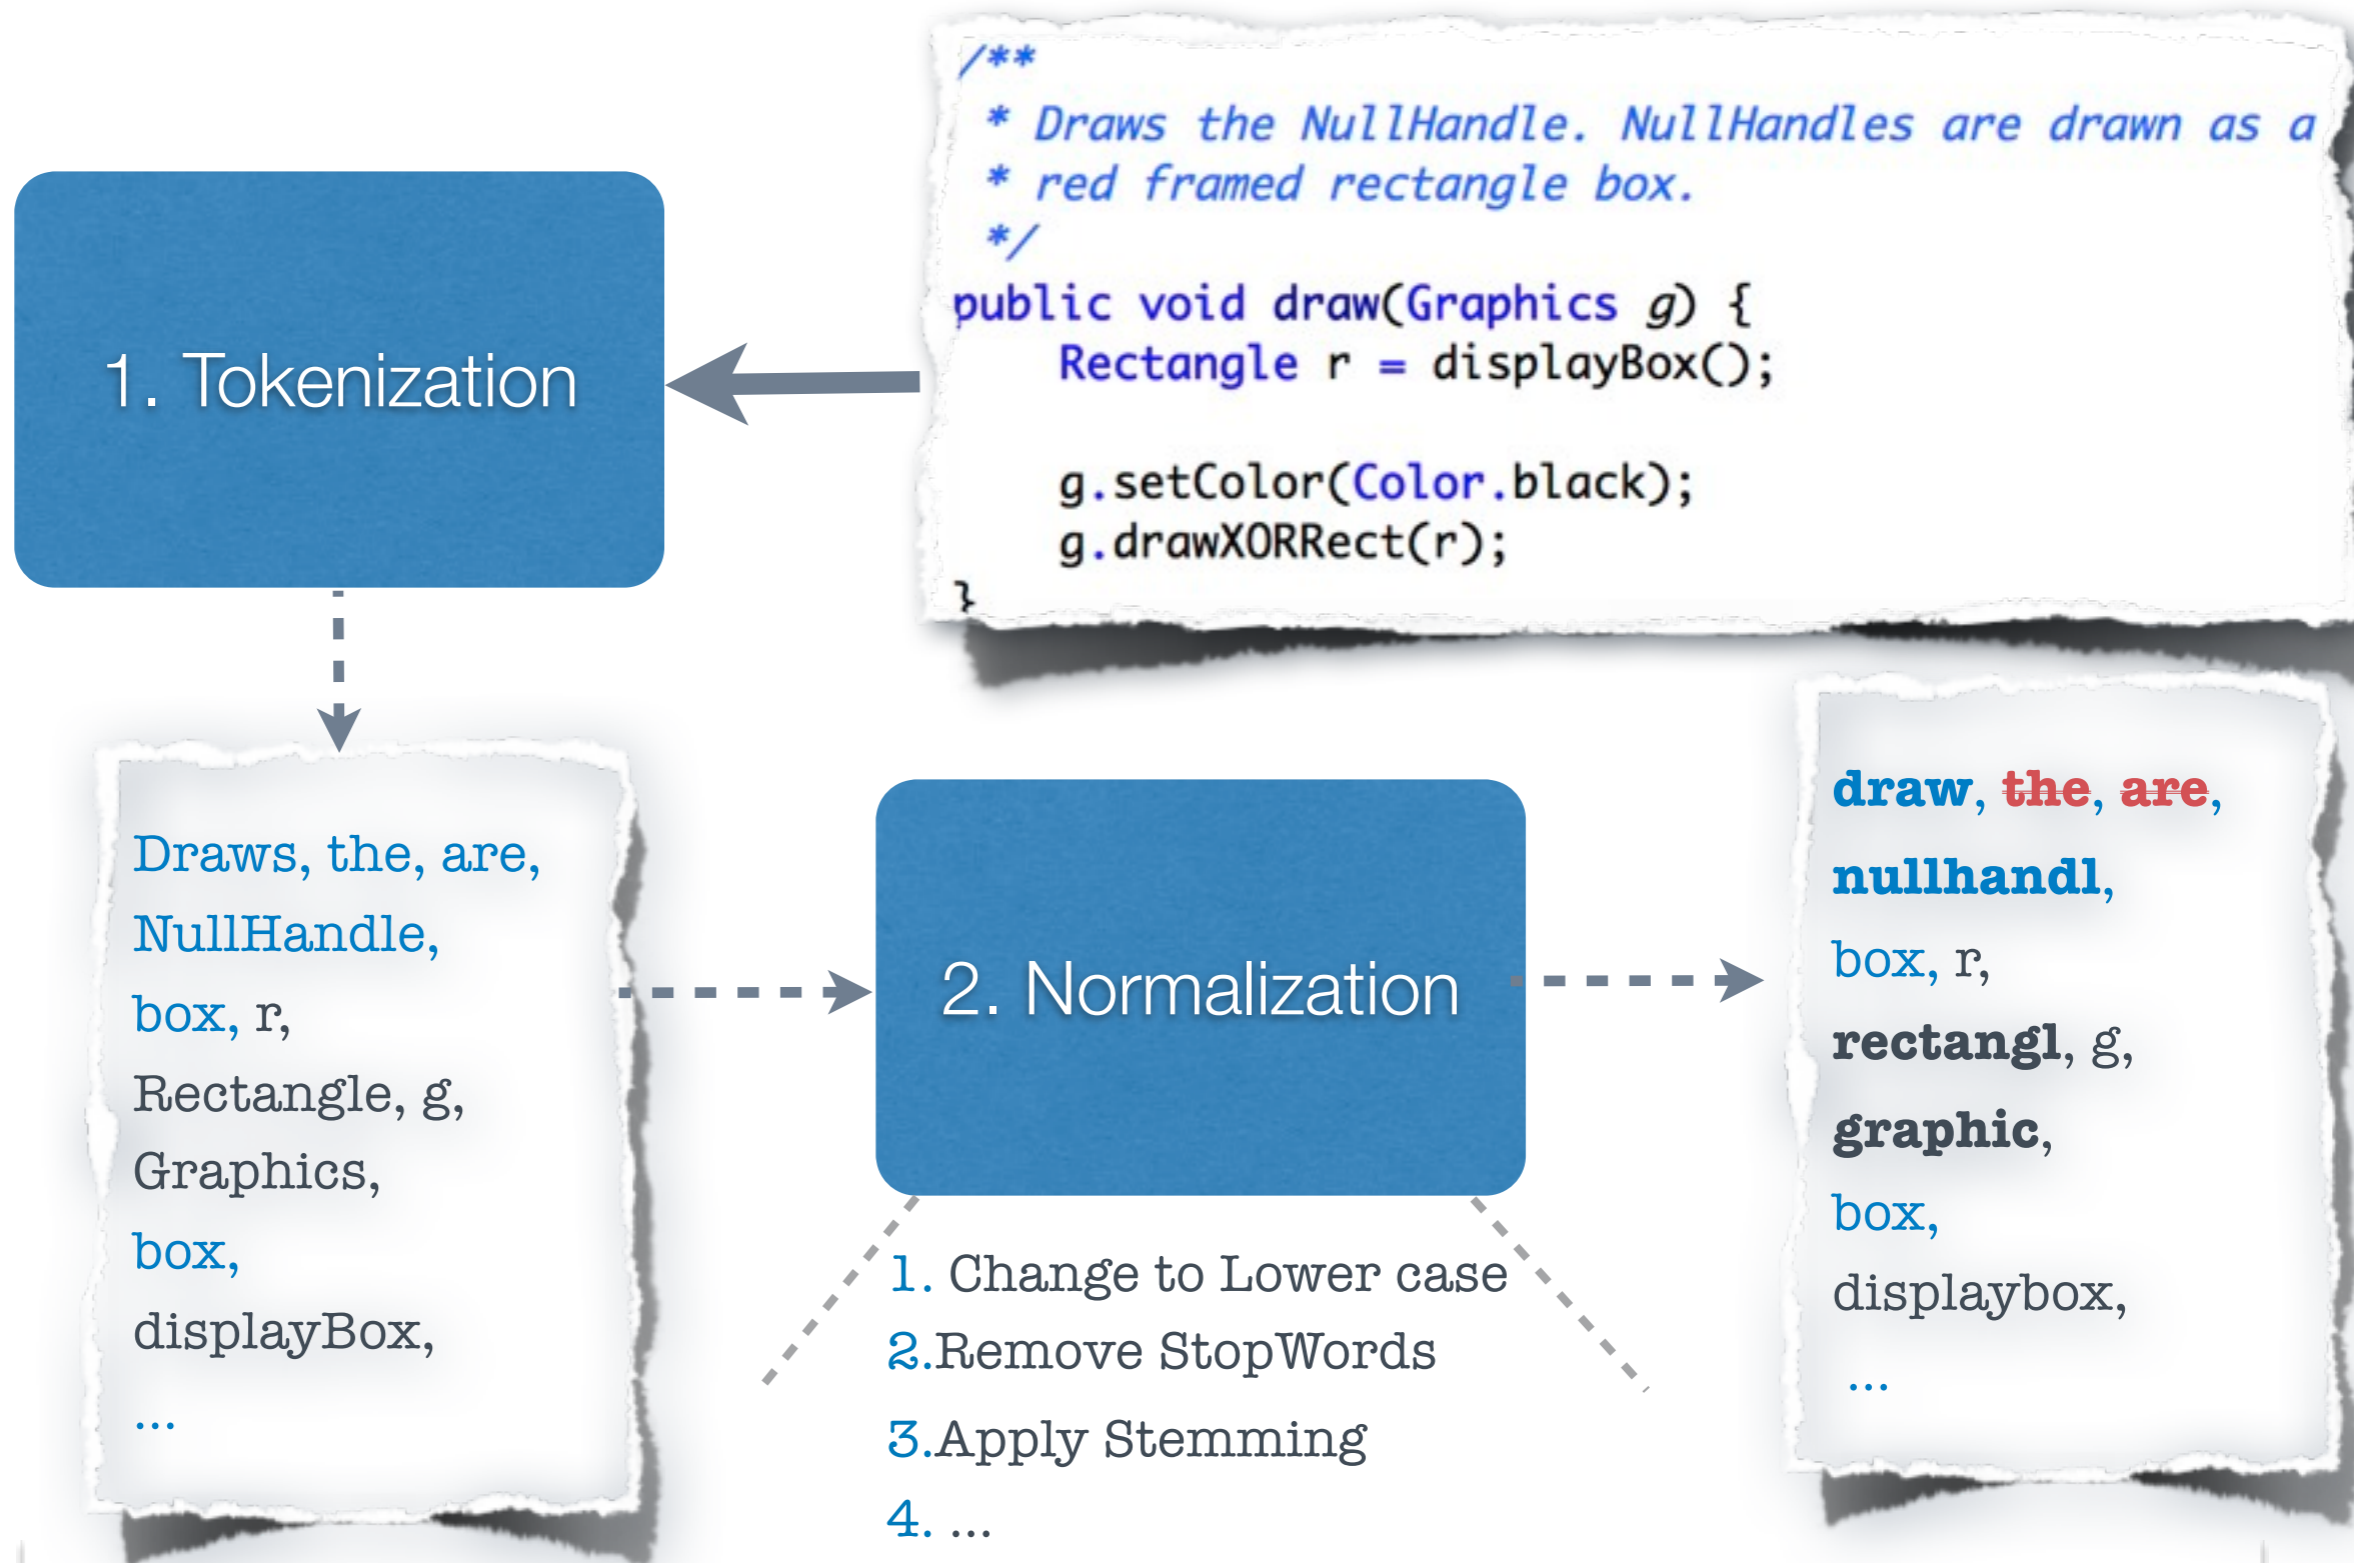 /**
* Draws the NullHandle. NullHandles are drawn as a
* red framed rectangle box.
*/
public void draw(Graphics g) {
Rectangle r = displayBox();
g.setColor(Color.black);
g.drawXORRect(r);
}
1. Tokenization
Draws, the, are,
NullHandle,
box, r,
Rectangle, g,
Graphics,
box,
displayBox,
...
2. Normalization
1. Change to Lower case
2.Remove StopWords
3.Apply Stemming
4. ...
draw, the, are,
nullhandl,
box, r,
rectangl, g,
graphic,
box,
displaybox,
...